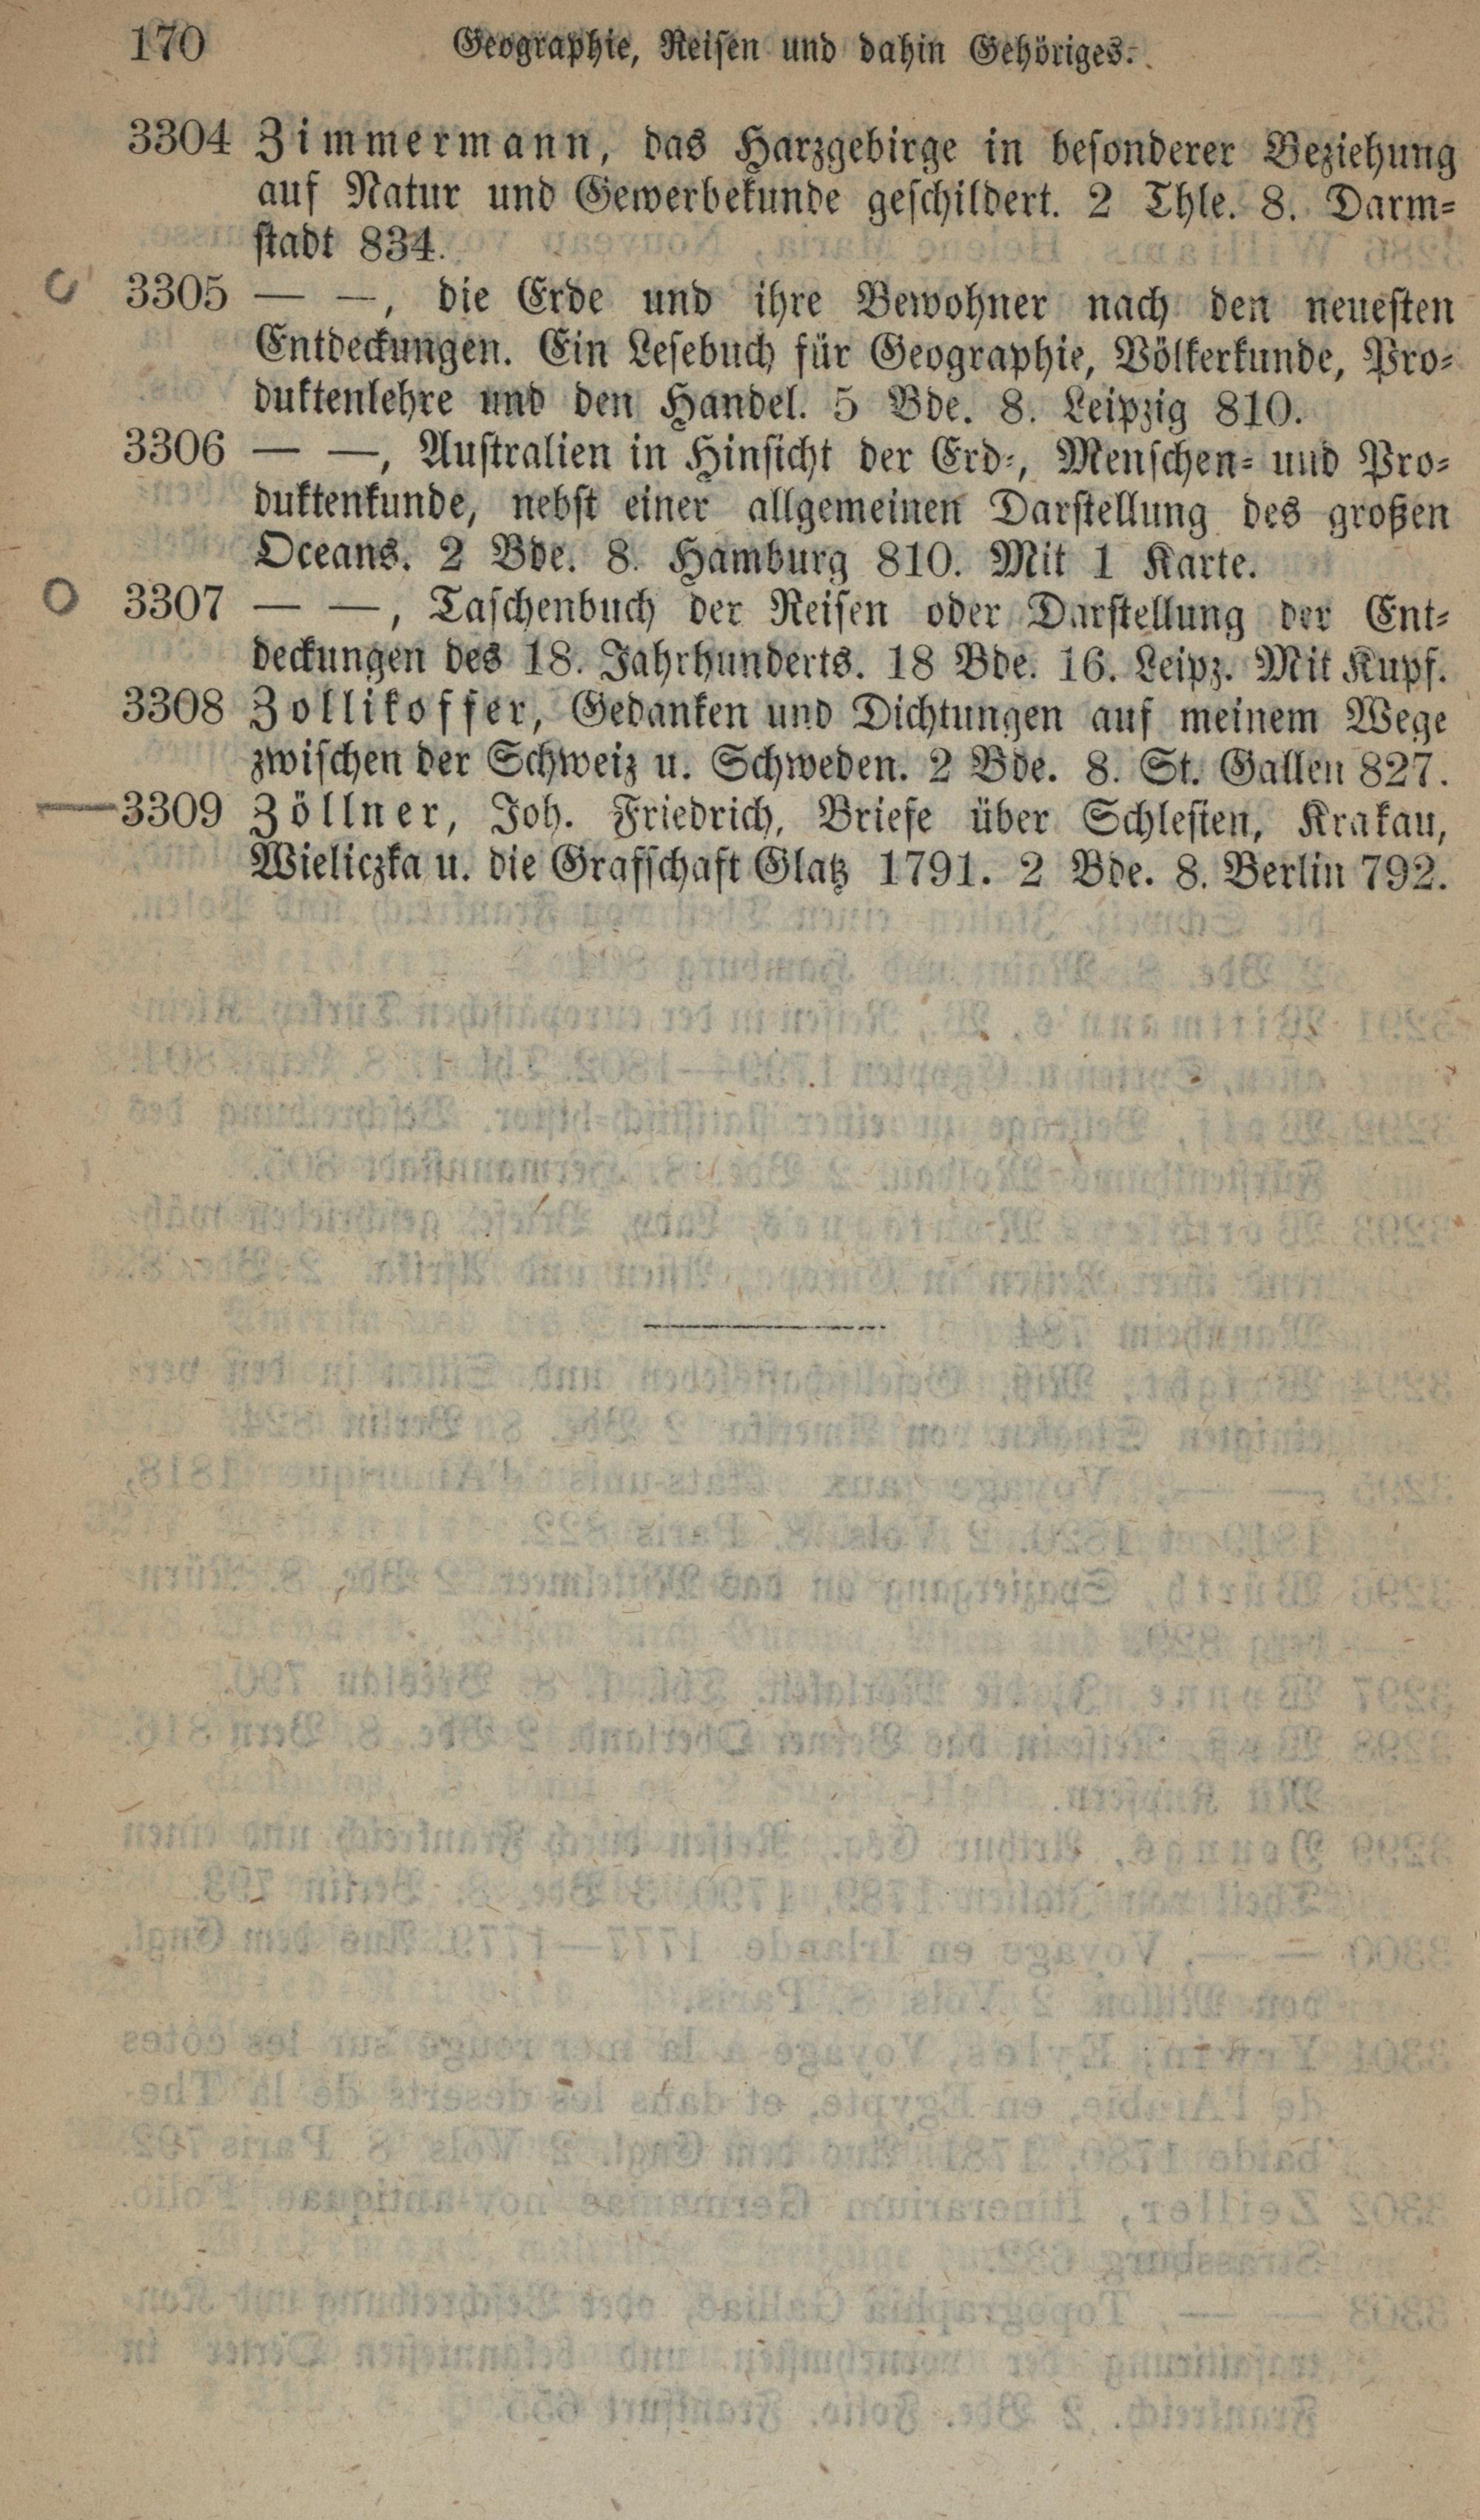 170 Geographie, Reisen und dahin Gehöriges.
3304 Zimmermann, das Harzgebirge in besonderer Beziehung
auf Natur und Gewerbekunde geschildert. 2 Thle. 8. Darm-
stadt 834.
3305 — —, die Erde und ihre Bewohner nach den neuesten
Entdeckungen. Ein Lesebuch für Geographie, Völkerkunde, Pro-
duktenlehre und den Handel. 5 Bde. 8. Leipzig 810.
3306 — —, Australien in Hinsicht der Erd-, Menschen- und Pro-
duktenkunde, nebst einer allgemeinen Darstellung des großen
Oceans. 2 Bde. 8. Hamburg 810. Mit 1 Karte.
3307 — —, Taschenbuch der Reisen oder Darstellung der Ent-
deckungen des 18. Jahrhunderts. 18 Bde. 16. Leipz. Mit Kupf.
3308 Zollikoffer, Gedanken und Dichtungen auf meinem Wege
zwischen der Schweiz u. Schweden. 2 Bde. 8. St. Gallen 827.
3309 Zöllner, Joh. Friedrich, Briefe über Schlesien, Krakau,
Wieliczka u. die Grafschaft Glatz 1791. 2 Bde. 8. Berlin 792.